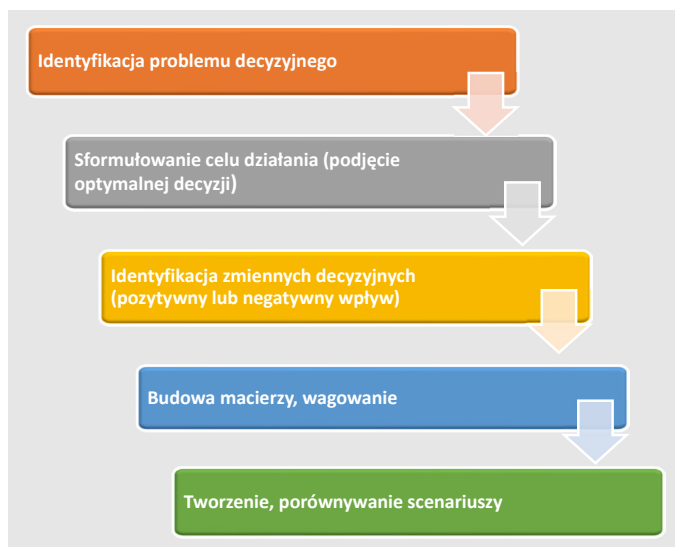 Identyfikacja problemu decyzyjnego
Sformułowanie celu działania (podjęcie
optymalnej decyzji)
Identyfikacja zmiennych decyzyjnych
(pozytywny lub negatywny wpływ)
Budowa macierzy, wagowanie
Tworzenie, porównywanie scenariuszy